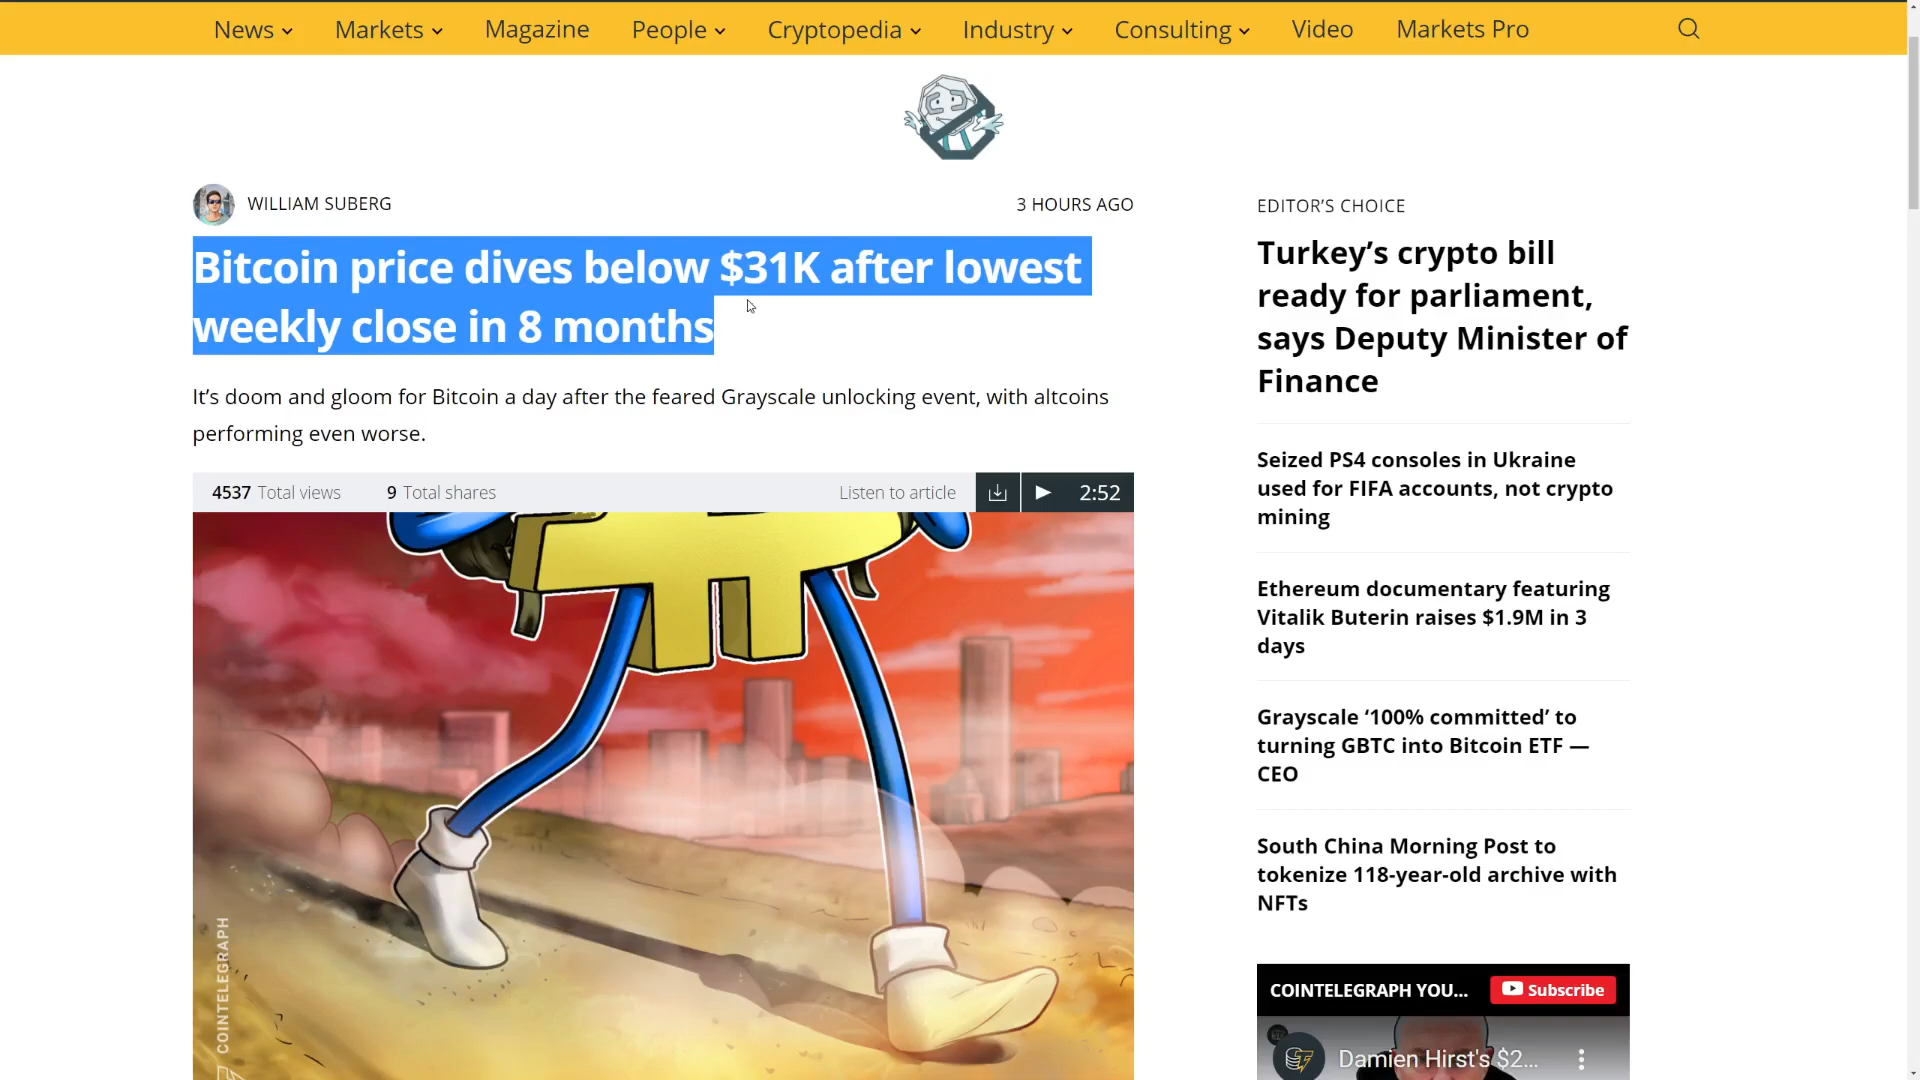 News Markets Magazine People Cryptopedia Industry Consulting Video Markets Pro
WILLIAM SUBERG
3 HOURS AGO
Bitcoin price dives below $31K after lowest
weekly close in 8 months
It’s doom and gloom for Bitcoin a day after the feared Grayscale unlocking event, with altcoins
performing even worse.
4537 Total views 9 Total shares Listen to article 2:52
COINTELEGRAPH
EDITOR’S CHOICE
Turkey’s crypto bill
ready for parliament,
says Deputy Minister of
Finance
Seized PS4 consoles in Ukraine
used for FIFA accounts, not crypto
mining
Ethereum documentary featuring
Vitalik Buterin raises $1.9M in 3
days
Grayscale ‘100% committed’ to
turning GBTC into Bitcoin ETF —
CEO
South China Morning Post to
tokenize 118-year-old archive with
NFTs
COINTELEGRAPH YOU... Subscribe
Damien Hirst's $2...